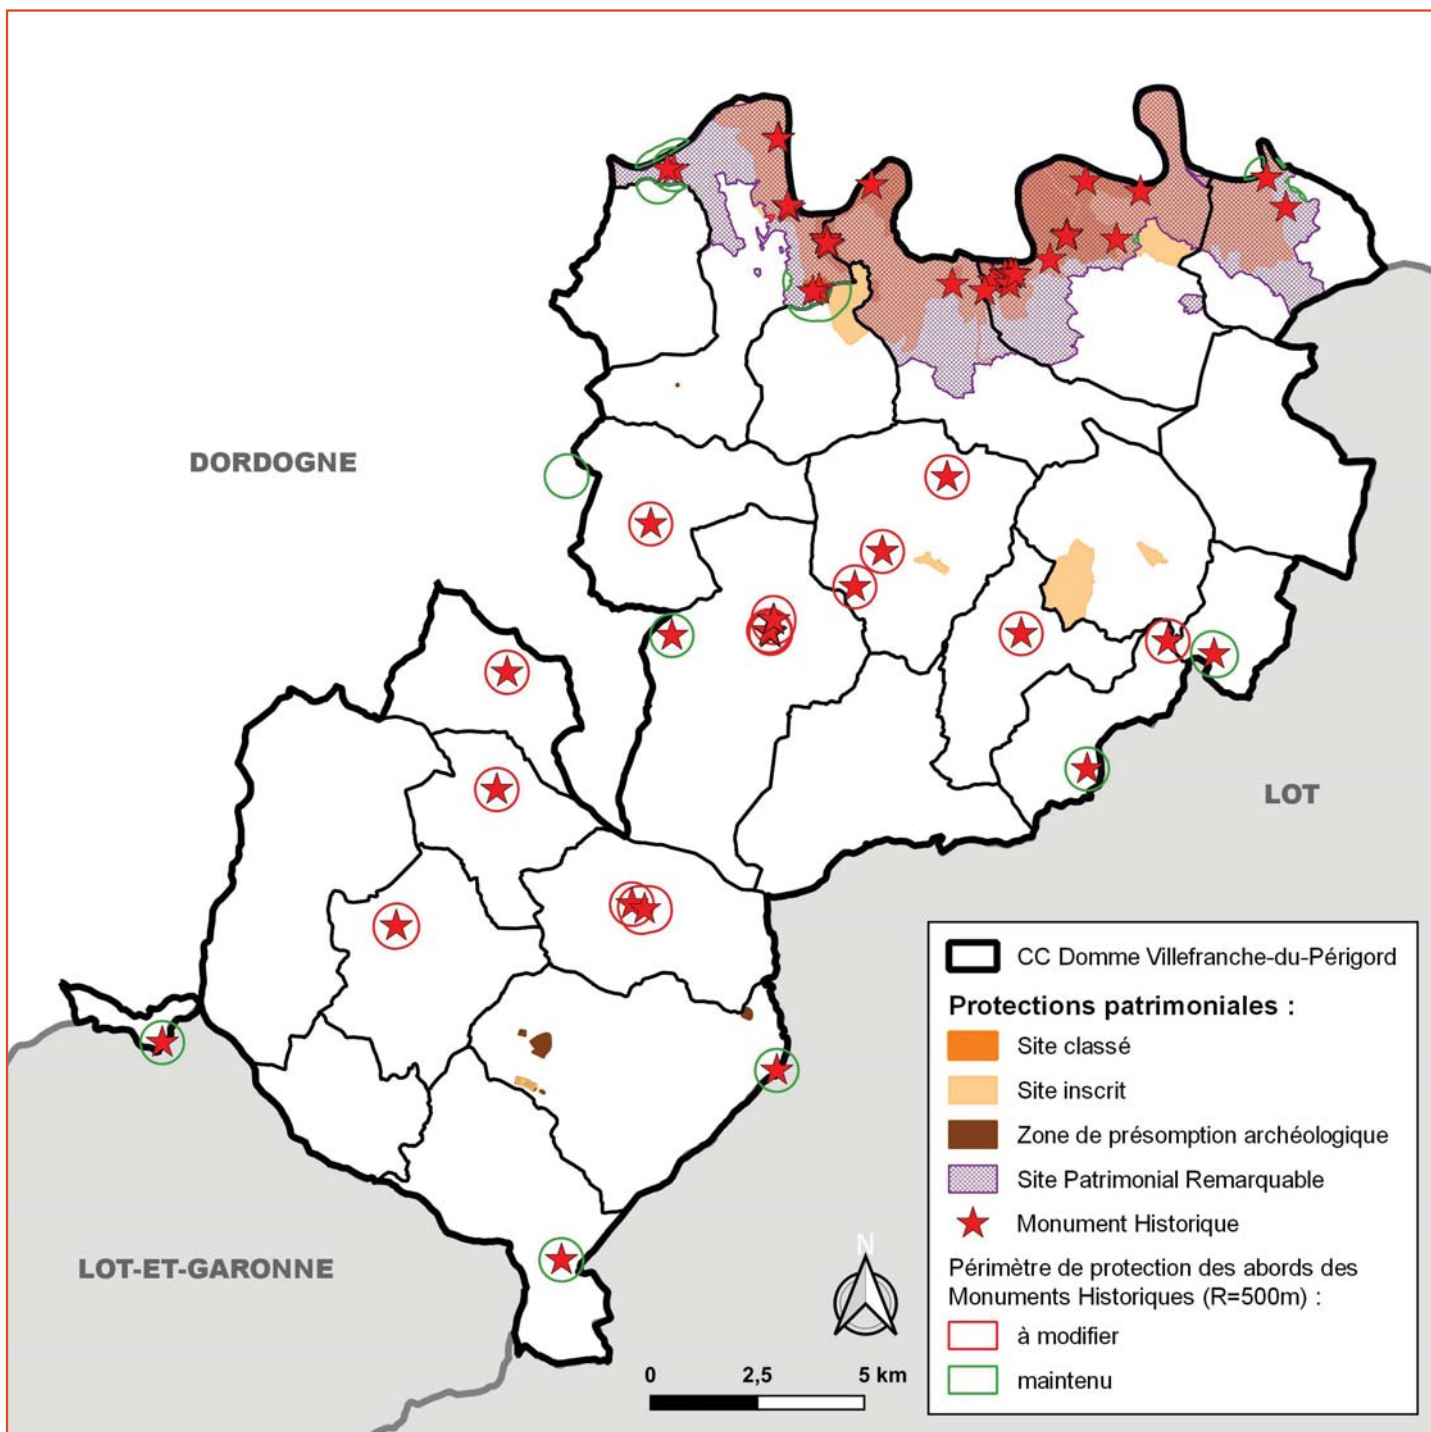 DORDOGNE
LOT
LOT-ET-GARONNE
N
0 2,5 5 km
CC Domme Villefranche-du-Périgord
Protections patrimoniales :
Site classé
Site inscrit
Zone de présomption archéologique
Site Patrimonial Remarquable
Monument Historique
Périmètre de protection des abords des
Monuments Historiques (R=500m) :
à modifier
maintenu